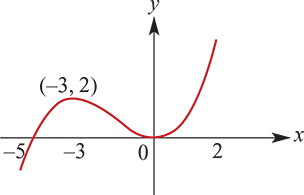 y
(–3, 2)
x
–5 –3 0 2